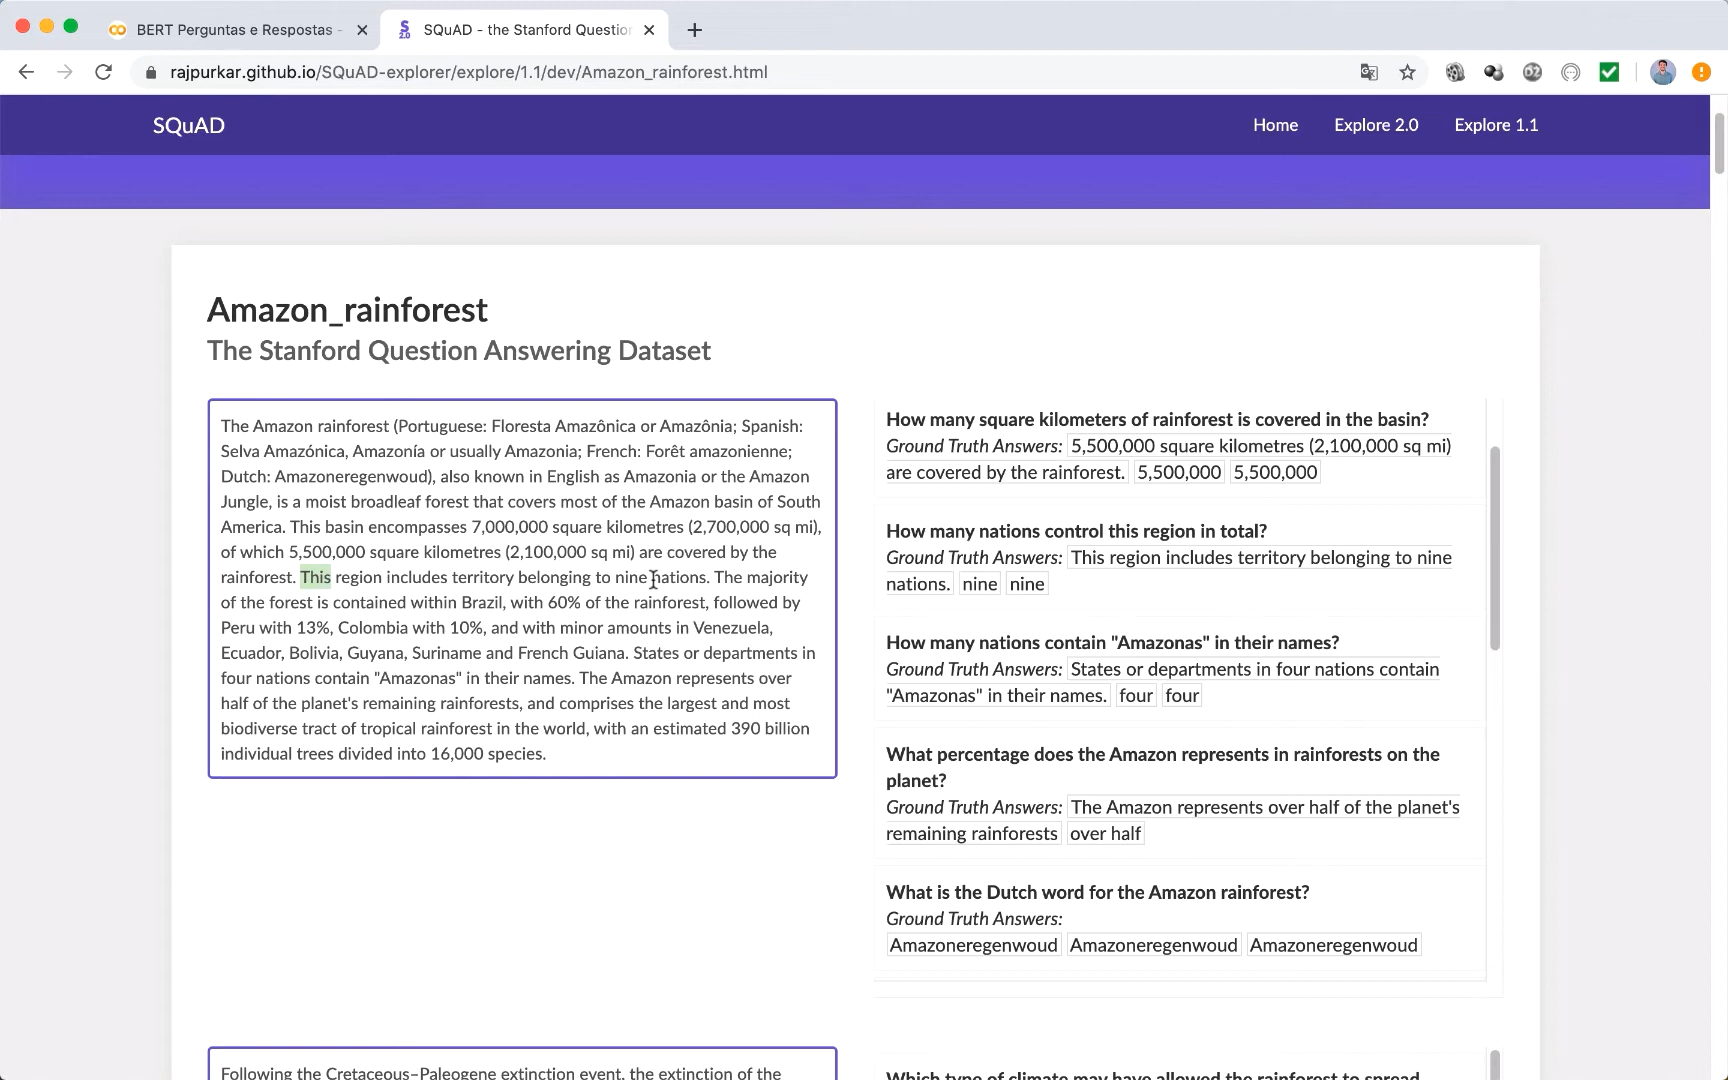 BERT Perguntas e Respostas -
SQuAD - the Stanford Questio
rajpurkar.github.io/SQuAD-explorer/explore/1.1/dev/Amazon_rainforest.html
SQuAD
Home
Explore 2.0
Explore 1.1
Amazon_rainforest
The Stanford Question Answering Dataset
The Amazon rainforest (Portuguese: Floresta Amazônica or Amazônia; Spanish:
Selva Amazónica, Amazonía or usually Amazonia; French: Forêt amazonienne;
Dutch: Amazoneregenwoud), also known in English as Amazonia or the Amazon
Jungle, is a moist broadleaf forest that covers most of the Amazon basin of South
America. This basin encompasses 7,000,000 square kilometres (2,700,000 sq mi),
of which 5,500,000 square kilometres (2,100,000 sq mi) are covered by the
rainforest. This region includes territory belonging to nine nations. The majority
of the forest is contained within Brazil, with 60% of the rainforest, followed by
Peru with 13%, Colombia with 10%, and with minor amounts in Venezuela,
Ecuador, Bolivia, Guyana, Suriname and French Guiana. States or departments in
four nations contain "Amazonas" in their names. The Amazon represents over
half of the planet's remaining rainforests, and comprises the largest and most
biodiverse tract of tropical rainforest in the world, with an estimated 390 billion
individual trees divided into 16,000 species.
How many square kilometers of rainforest is covered in the basin?
Ground Truth Answers: 5,500,000 square kilometres (2,100,000 sq mi)
are covered by the rainforest. 5,500,000 5,500,000
How many nations control this region in total?
Ground Truth Answers: This region includes territory belonging to nine
nations. nine nine
How many nations contain "Amazonas" in their names?
Ground Truth Answers: States or departments in four nations contain
"Amazonas" in their names. four four
What percentage does the Amazon represents in rainforests on the
planet?
Ground Truth Answers: The Amazon represents over half of the planet's
remaining rainforests over half
What is the Dutch word for the Amazon rainforest?
Ground Truth Answers:
Amazoneregenwoud Amazoneregenwoud Amazoneregenwoud
Following the Cretaceous–Paleogene extinction event, the extinction of the
Which type of climate may have allowed the rainforest to spread